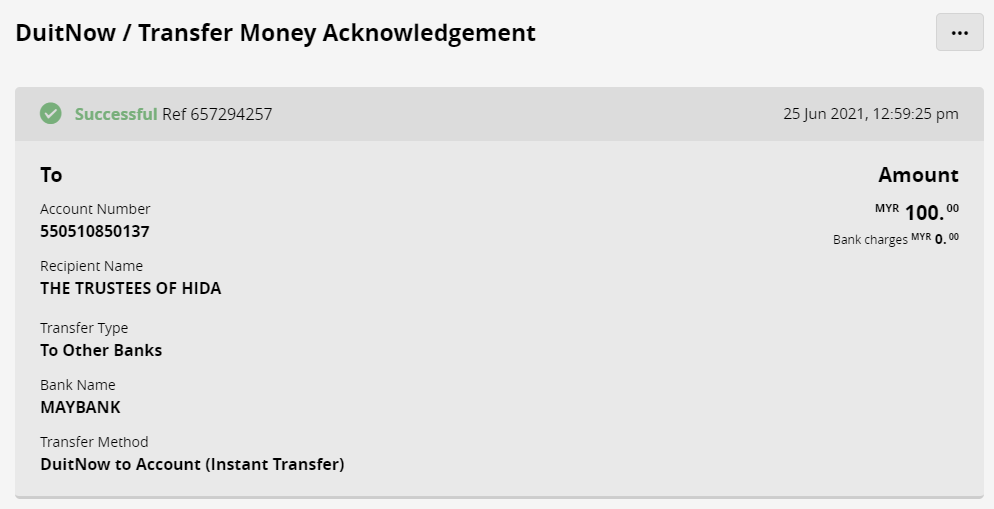 DuitNow / Transfer Money Acknowledgement
...
Successful Ref 657294257
25 Jun 2021, 12:59:25 pm
To
Amount
Account Number
MYR 100.00
550510850137
Bank charges MYR 0.00
Recipient Name
THE TRUSTEES OF HIDA
Transfer Type
To Other Banks
Bank Name
MAYBANK
Transfer Method
DuitNow to Account (Instant Transfer)